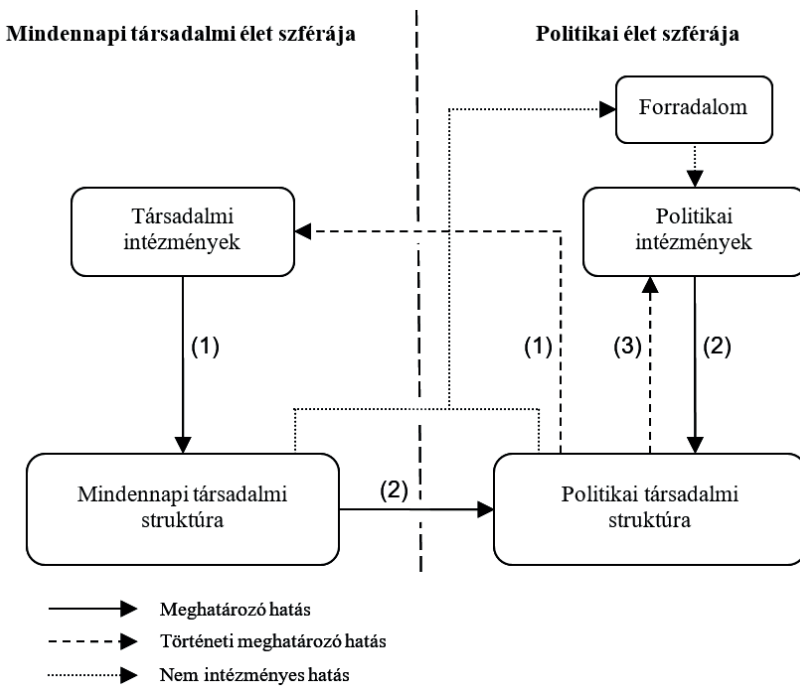 Mindennapi társadalmi élet szférája
Politikai élet szférája
Forradalom
Társadalmi
intézmények
Politikai
intézmények
(1)
(1)
(3)
(2)
Mindennapi társadalmi
struktúra
(2)
Politikai társadalmi
struktúra
Meghatározó hatás
Történeti meghatározó hatás
Nem intézményes hatás